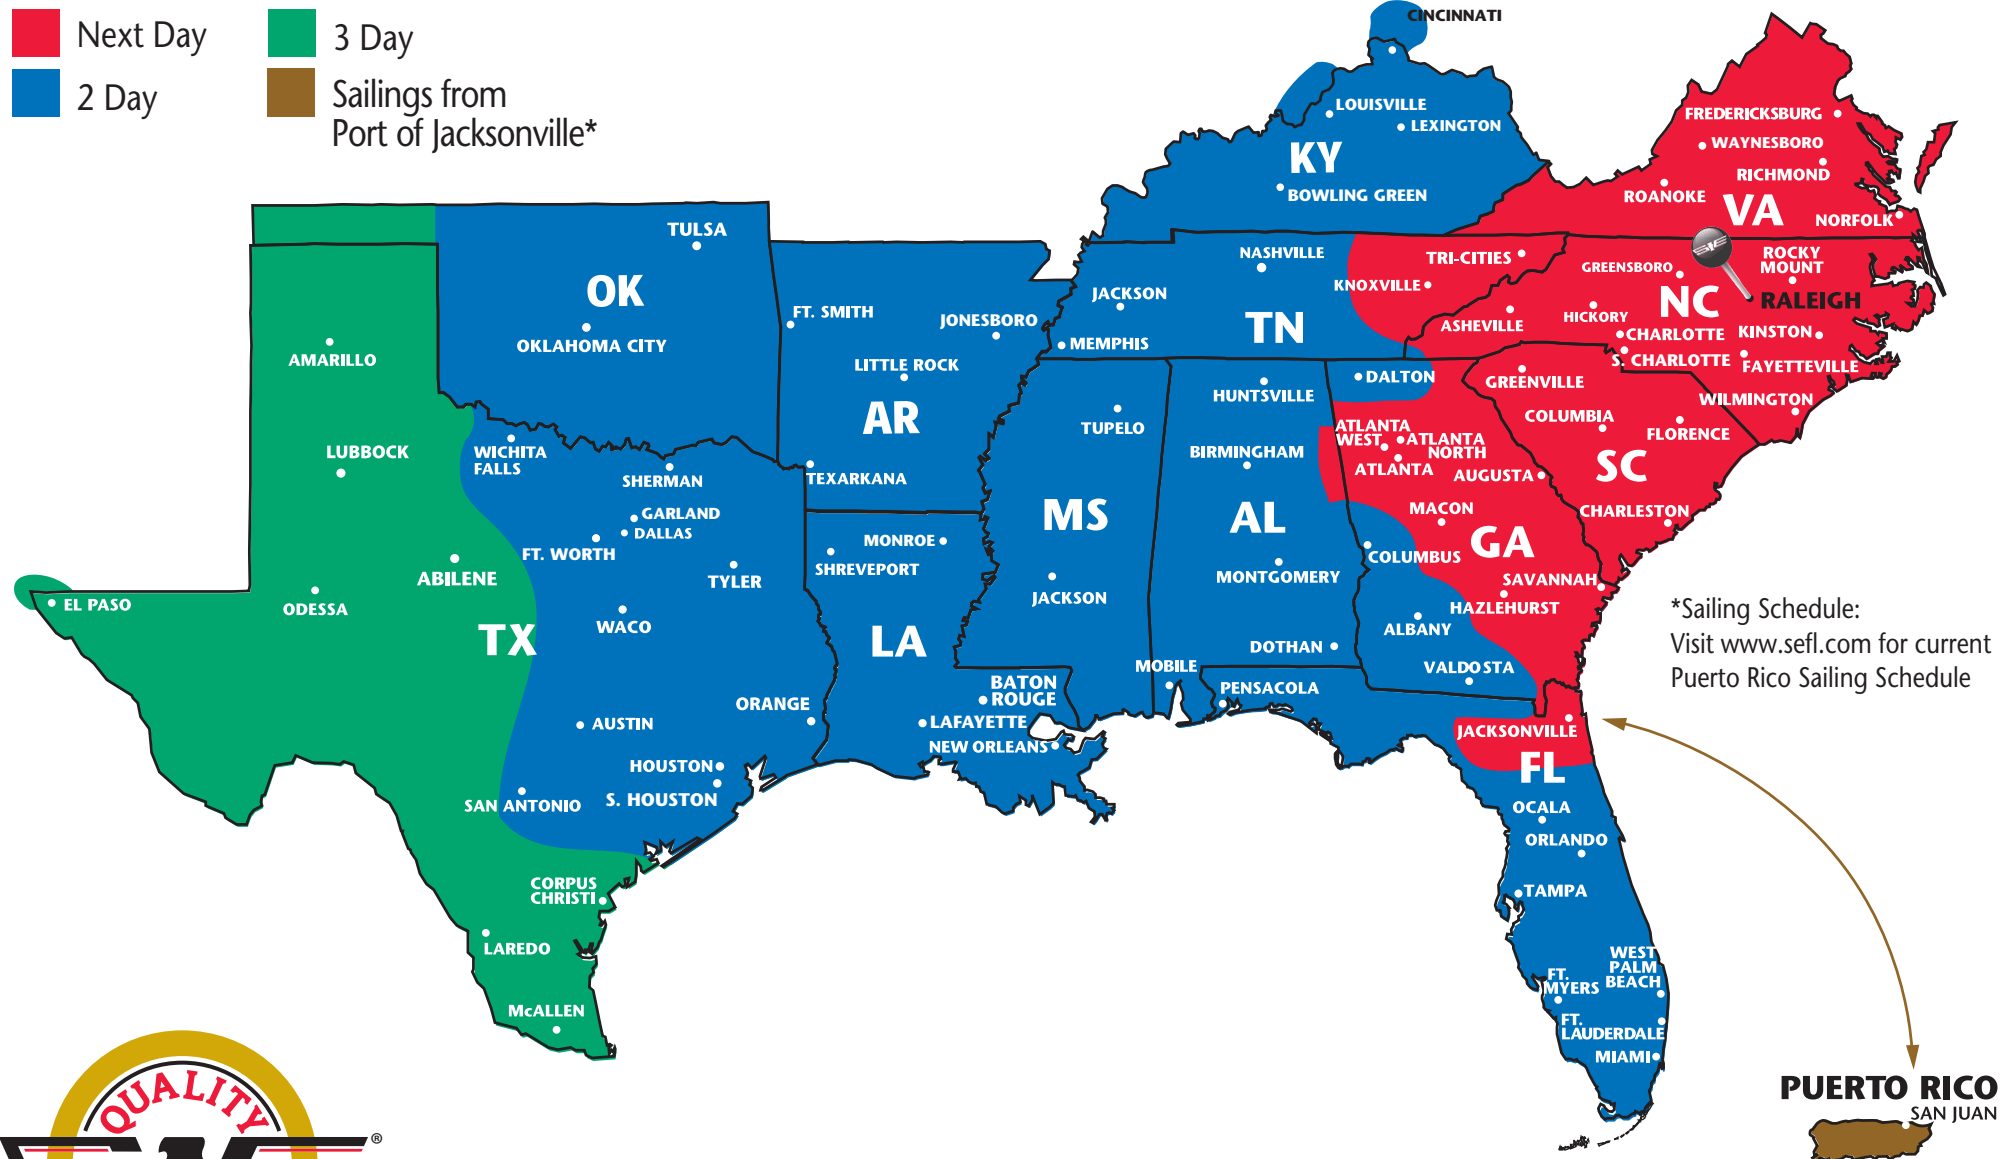 Next Day
3 Day
2 Day
Sailings from
Port of Jacksonville*
CINCINNATI
LOUISVILLE
LEXINGTON
KY
BOWLING GREEN
FREDERICKSBURG
WAYNESBORO
RICHMOND
ROANOKE
VA
NORFOLK
TULSA
OK
OKLAHOMA CITY
FT. SMITH
JONESBORO
LITTLE ROCK
AR
TEXARKANA
NASHVILLE
JACKSON
TN
MEMPHIS
TRI-CITIES
KNOXVILLE
GREENSBORO
ROCKY
MOUNT
NC
RALEIGH
ASHEVILLE
HICKORY
CHARLOTTE
KINSTON
S. CHARLOTTE
FAYETTEVILLE
WILMINGTON
GREENVILLE
COLUMBIA
FLORENCE
SC
CHARLESTON
AMARILLO
LUBBOCK
WICHITA
FALLS
SHERMAN
GARLAND
DALLAS
FT. WORTH
ABILENE
TYLER
EL PASO
ODESSA
WACO
TX
AUSTIN
ORANGE
HOUSTON
S. HOUSTON
SAN ANTONIO
CORPUS
CHRISTI
LAREDO
McALLEN
MONROE
SHREVEPORT
LA
BATON
ROUGE
LAFAYETTE
NEW ORLEANS
TUPELO
MS
JACKSON
HUNTSVILLE
BIRMINGHAM
AL
MONTGOMERY
DOTHAN
MOBILE
DALTON
ATLANTA
WEST
ATLANTA
NORTH
ATLANTA
AUGUSTA
MACON
GA
COLUMBUS
SAVANNAH
HAZLEHURST
ALBANY
VALDOSTA
PENSACOLA
JACKSONVILLE
FL
OCALA
ORLANDO
TAMPA
WEST
PALM
BEACH
FT.
MYERS
FT.
LAUDERDALE
MIAMI
*Sailing Schedule:
Visit www.sefl.com for current
Puerto Rico Sailing Schedule
PUERTO RICO
SAN JUAN
QUALITY
®